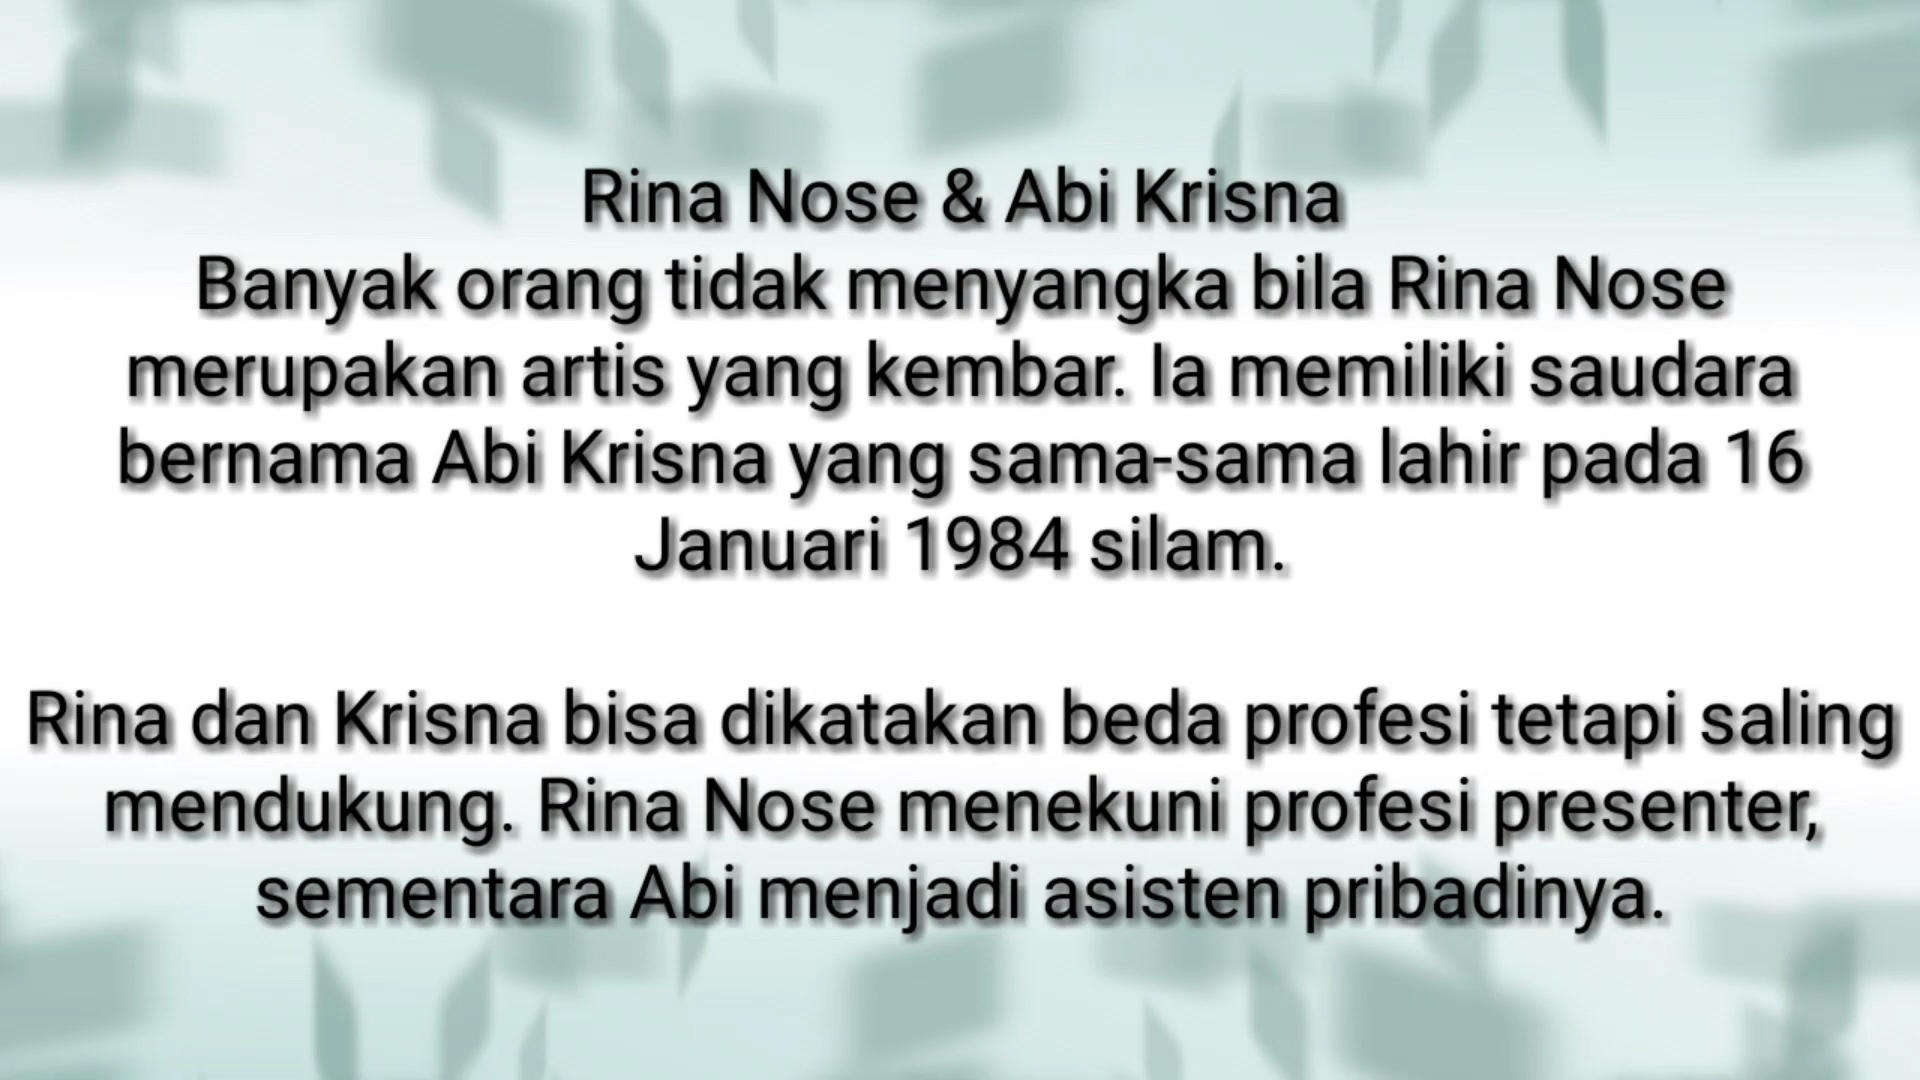 Rina Nose & Abi Krisna
Banyak orang tidak menyangka bila Rina Nose
merupakan artis yang kembar. Ia memiliki saudara
bernama Abi Krisna yang sama-sama lahir pada 16
Januari 1984 silam.
Rina dan Krisna bisa dikatakan beda profesi tetapi saling
mendukung. Rina Nose menekuni profesi presenter,
sementara Abi menjadi asisten pribadinya.